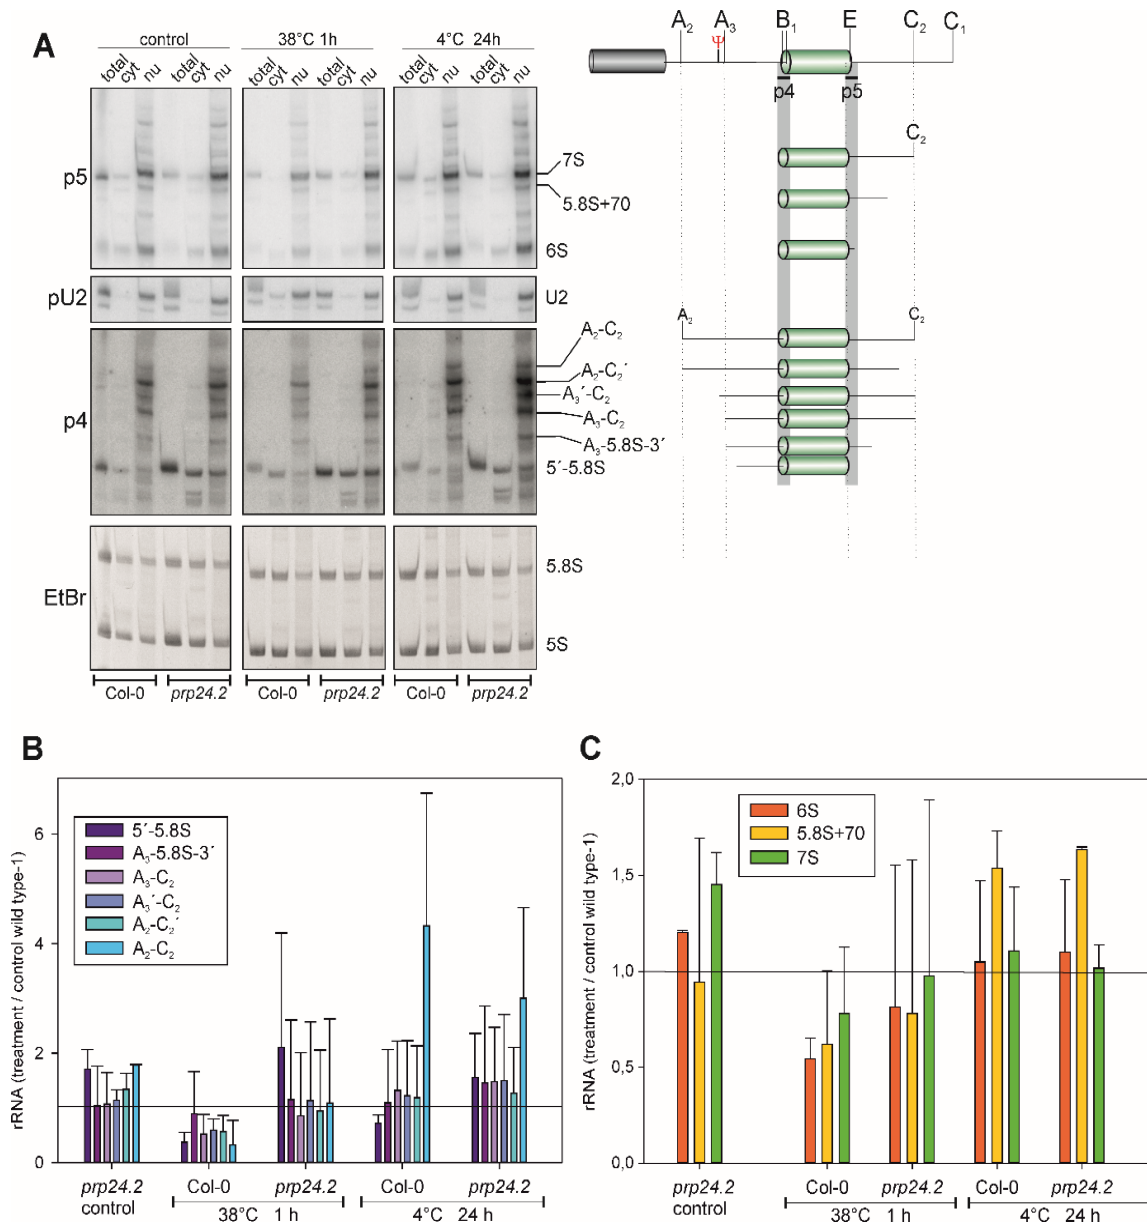 A
control
38°C 1h
4°C 24h
total cyt nu total cyt nu
total cyt nu total cyt nu
total cyt nu total cyt nu
p5
7S
5.8S+70
6S
pU2
U2
p4
A2-C2
A2-C2´
A3´-C2
A3-C2
A3-5.8S-3´
5´-5.8S
EtBr
5.8S
5S
Col-0 prp24.2 Col-0 prp24.2 Col-0 prp24.2
A2 A3 B1 E C2 C1
Ψ
p4 p5
C2
A2 C2
B
rRNA (treatment / control wild type-1)
6
4
2
0
5´-5.8S
A3-5.8S-3´
A3-C2
A3´-C2
A2-C2´
A2-C2
prp24.2 Col-0 prp24.2 Col-0 prp24.2
control 38°C 1 h 4°C 24 h
C
rRNA (treatment / control wild type-1)
2,0
1,5
1,0
0,5
0,0
6S
5.8S+70
7S
prp24.2 Col-0 prp24.2 Col-0 prp24.2
control 38°C 1 h 4°C 24 h